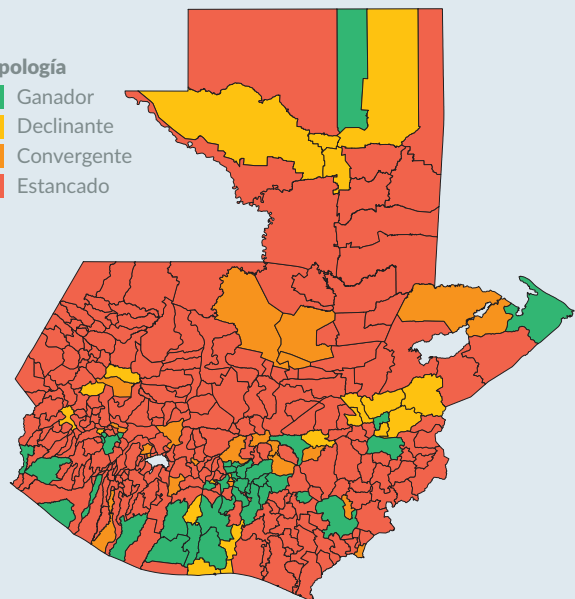 pología
Ganador
Declinante
Convergente
Estancado